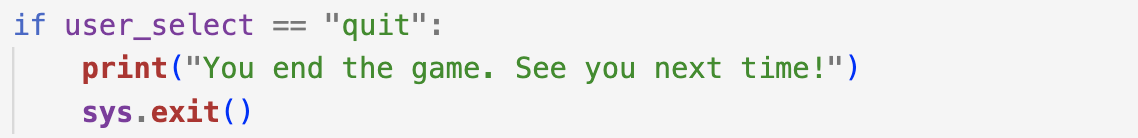 if user_select == "quit":
    print("You end the game. See you next time!")
    sys.exit()